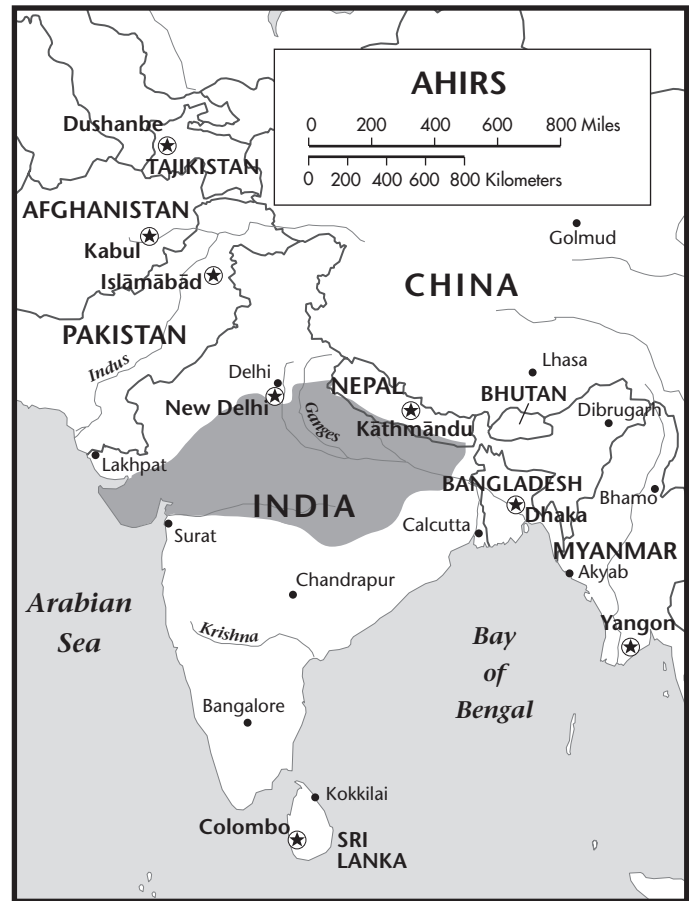 AHIRS
0 200 400 600 800 Miles
0 200 400 600 800 Kilometers
Dushanbe
TAJIKISTAN
AFGHANISTAN
Kabul
Islāmābād
Golmud
CHINA
PAKISTAN
Indus
Delhi
New Delhi
Ganges
NEPAL
Kāthmāndu
Lhasa
BHUTAN
Dibrugarh
Lakhpat
INDIA
BANGLADESH
Dhaka
Bhamo
Surat
Calcutta
MYANMAR
Akyab
Chandrapur
Arabian
Sea
Krishna
Bay
of
Bengal
Yangon
Bangalore
Kokkilai
Colombo
SRI
LANKA